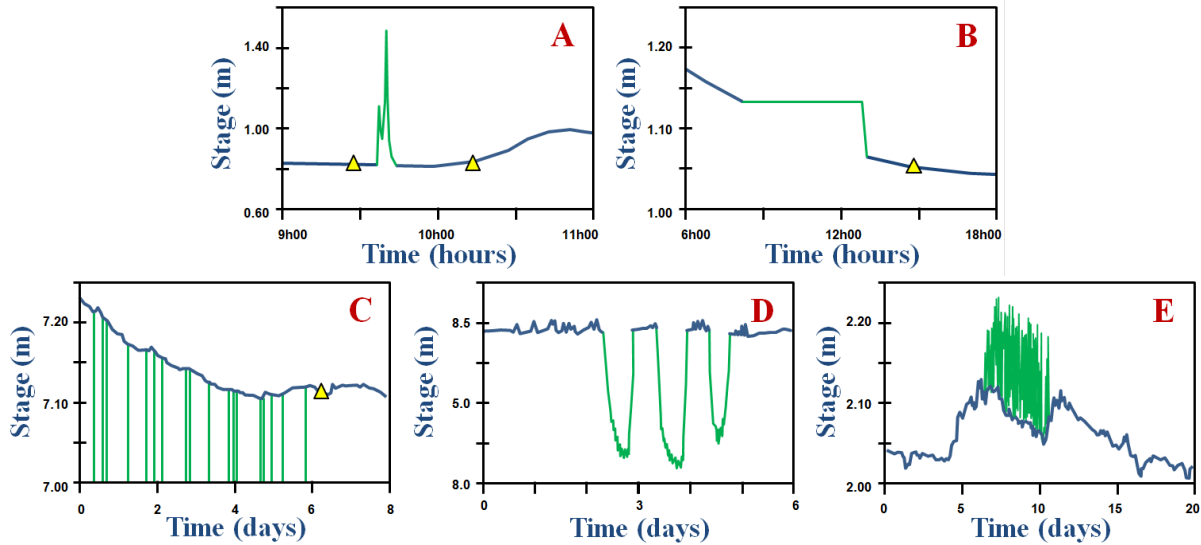 A
Stage (m)
1.40
1.00
0.60
9h00
10h00
11h00
Time (hours)
B
Stage (m)
1.20
1.10
1.00
6h00
12h00
18h00
Time (hours)
C
Stage (m)
7.20
7.10
7.00
0
2
4
6
8
Time (days)
D
Stage (m)
8.5
5.0
8.0
0
3
6
Time (days)
E
Stage (m)
2.20
2.10
2.00
0
5
10
15
20
Time (days)